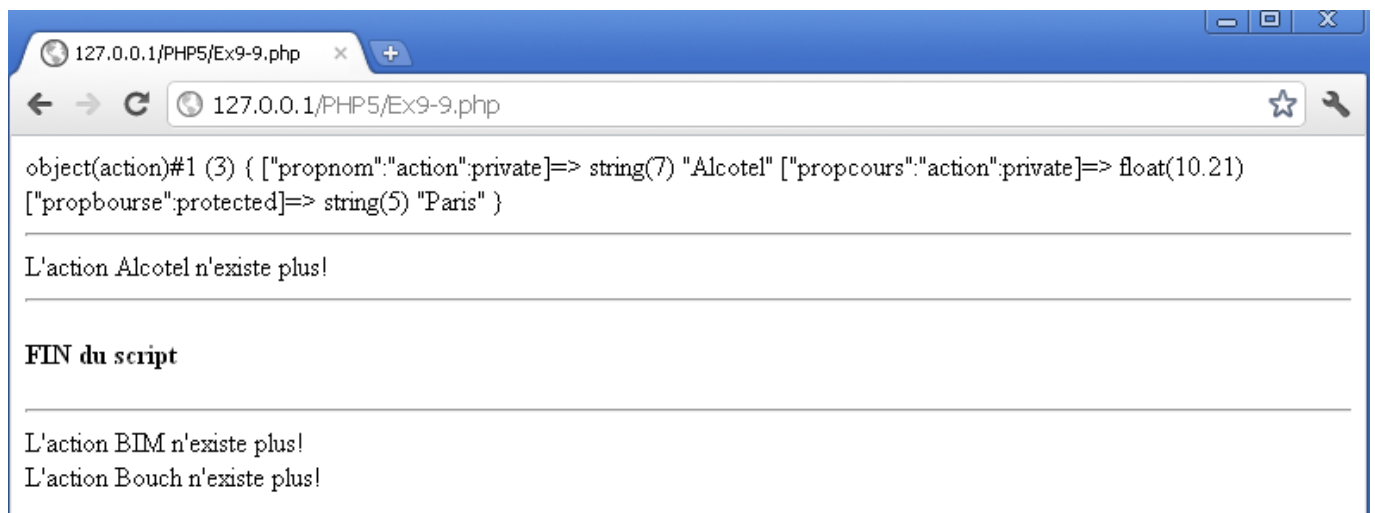 127.0.0.1/PHP5/Ex9-9.php
127.0.0.1/PHP5/Ex9-9.php
object(action)#1 (3) { ["propnom":"action":private]=> string(7) "Alcotel" ["propcours":"action":private]=> float(10.21)
["propbourse":protected]=> string(5) "Paris" }
L'action Alcotel n'existe plus!
FIN du script
L'action BIM n'existe plus!
L'action Bouch n'existe plus!